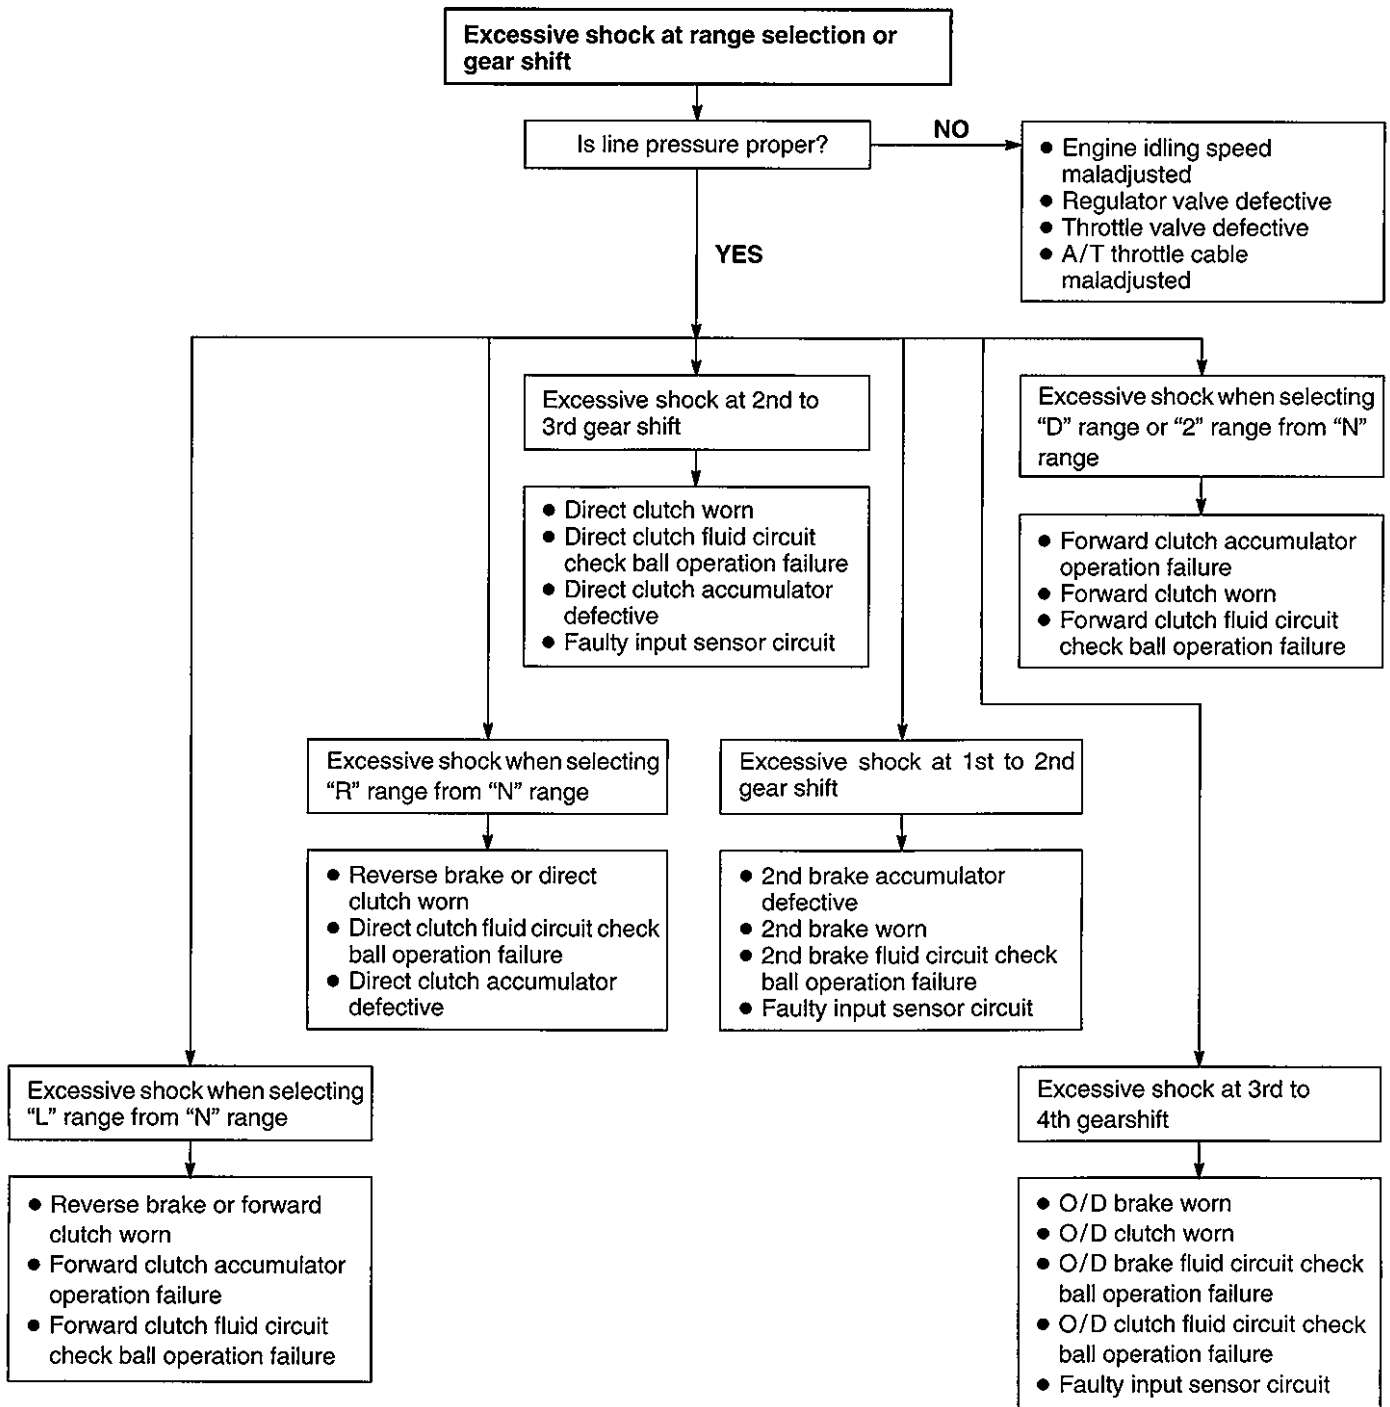 Excessive shock at range selection or
gear shift
Is line pressure proper?
NO
● Engine idling speed
maladjusted
● Regulator valve defective
● Throttle valve defective
● A/T throttle cable
maladjusted
YES
Excessive shock at 2nd to
3rd gear shift
● Direct clutch worn
● Direct clutch fluid circuit
check ball operation failure
● Direct clutch accumulator
defective
● Faulty input sensor circuit
Excessive shock when selecting
“D” range or “2” range from “N”
range
● Forward clutch accumulator
operation failure
● Forward clutch worn
● Forward clutch fluid circuit
check ball operation failure
Excessive shock when selecting
“R” range from “N” range
● Reverse brake or direct
clutch worn
● Direct clutch fluid circuit check
ball operation failure
● Direct clutch accumulator
defective
Excessive shock at 1st to 2nd
gear shift
● 2nd brake accumulator
defective
● 2nd brake worn
● 2nd brake fluid circuit check
ball operation failure
● Faulty input sensor circuit
Excessive shock when selecting
“L” range from “N” range
● Reverse brake or forward
clutch worn
● Forward clutch accumulator
operation failure
● Forward clutch fluid circuit
check ball operation failure
Excessive shock at 3rd to
4th gearshift
● O/D brake worn
● O/D clutch worn
● O/D brake fluid circuit check
ball operation failure
● O/D clutch fluid circuit check
ball operation failure
● Faulty input sensor circuit